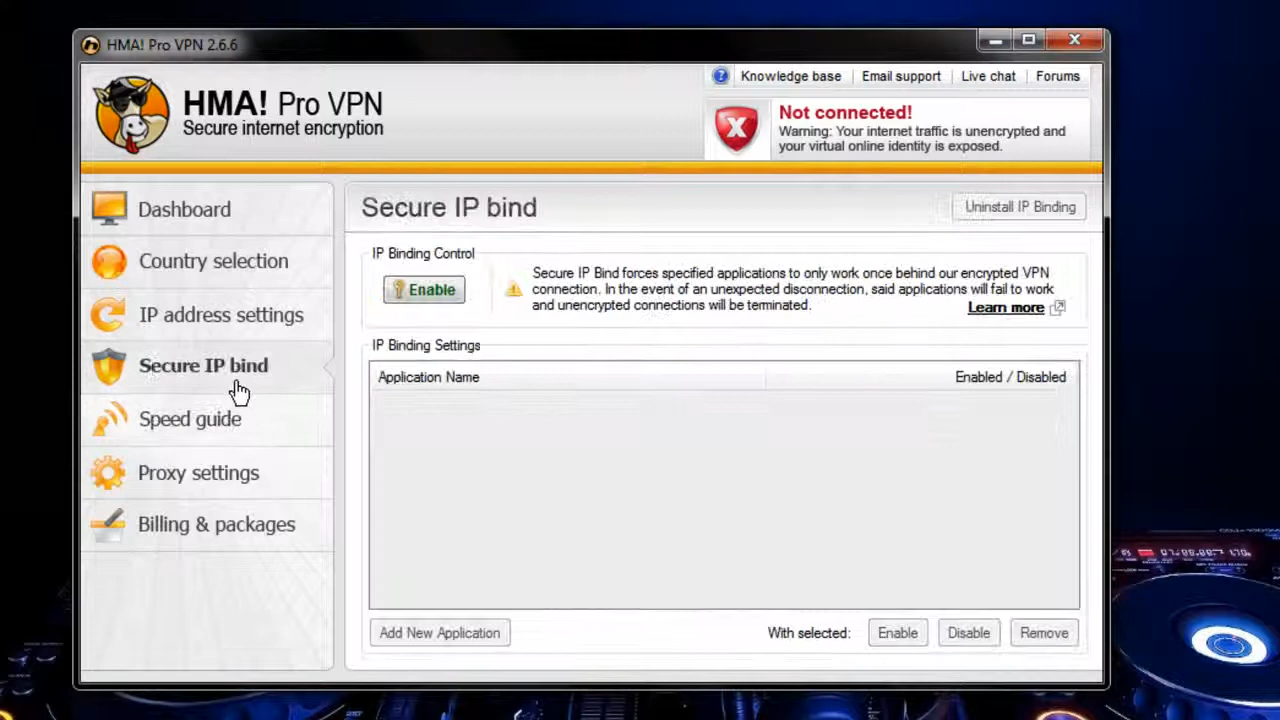 HMA! Pro VPN 2.6.6
Knowledge base
Email support
Live chat
Forums
HMA! Pro VPN
Secure internet encryption
Not connected!
Warning: Your internet traffic is unencrypted and
your virtual online identity is exposed.
Dashboard
Country selection
IP address settings
Secure IP bind
Speed guide
Proxy settings
Billing & packages
Secure IP bind
Uninstall IP Binding
IP Binding Control
Enable
Secure IP Bind forces specified applications to only work once behind our encrypted VPN
connection. In the event of an unexpected disconnection, said applications will fail to work
and unencrypted connections will be terminated.
Learn more
IP Binding Settings
Application Name
Enabled / Disabled
Add New Application
With selected:
Enable
Disable
Remove